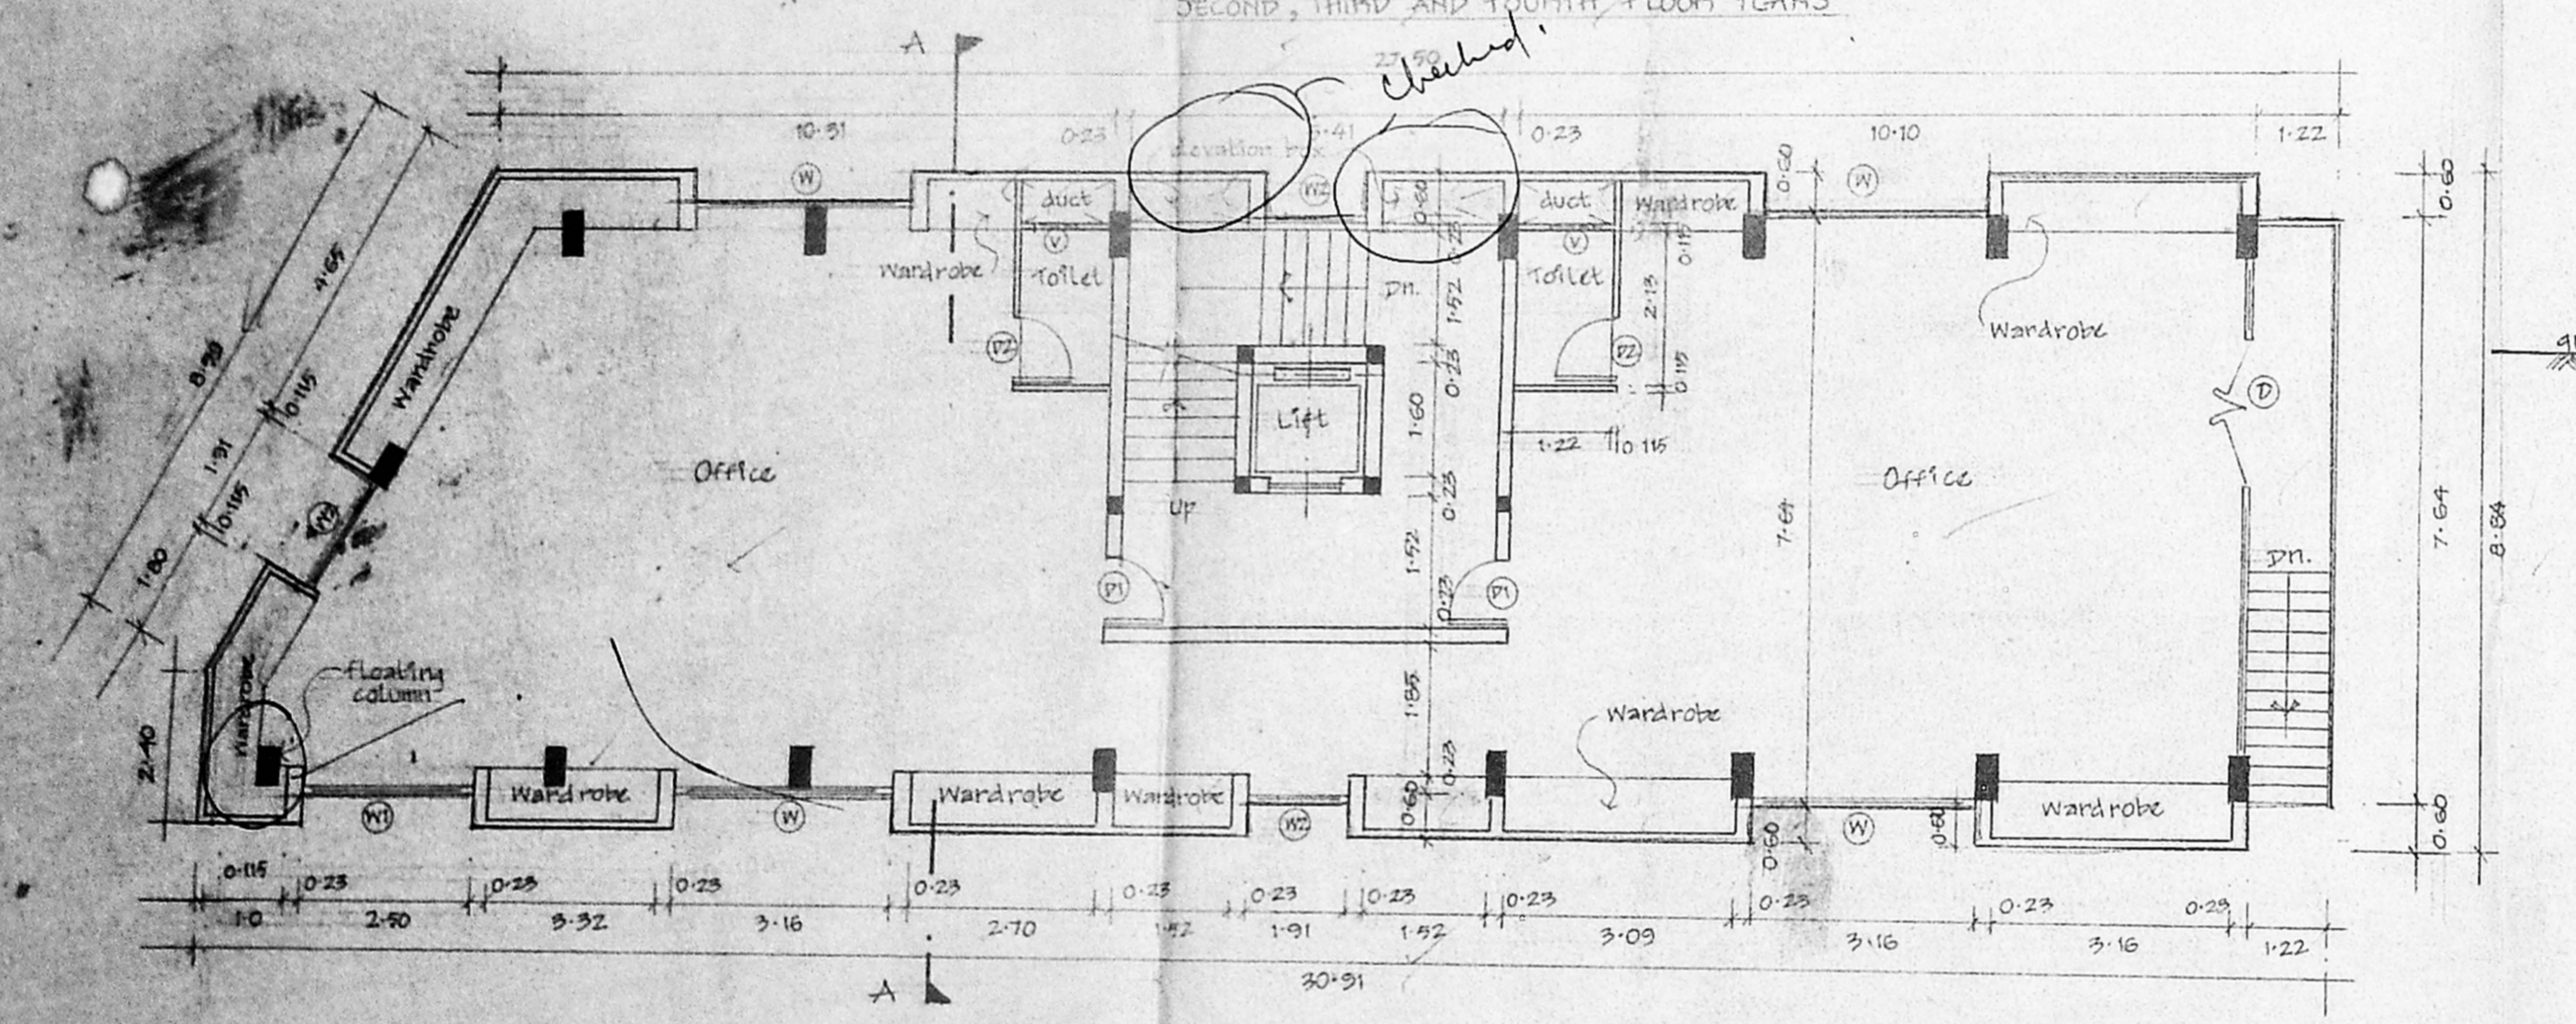 SECOND, THIRD AND FOURTH FLOOR PLANS
A
27.50
checked.
10.31
0.23
5.41
0.23
10.10
1.22
elevation box
W
W2
W
0.60
0.60
0.60
duct
duct
Wardrobe
V
V
Wardrobe
Toilet
Toilet
0.23
0.115
Dn.
1.52
2.13
4.65
Wardrobe
Wardrobe
D2
D2
8.98
0.115
0.23
0.115
D
Lift
1.60
1.22
0.115
1.91
Office
Office
0.115
Up
0.23
7.64
7.64
8.84
W3
1.80
1.52
Dn.
D1
D1
0.23
floating
column
Wardrobe
1.85
Wardrobe
2.40
0.23
Wardrobe
Wardrobe
Wardrobe
0.60
Wardrobe
W1
W
W2
0.60
W
0.60
0.60
0.115
0.23
0.23
0.23
0.23
0.23
0.23
0.23
0.23
0.23
0.23
0.23
1.0
2.50
3.32
3.16
2.70
1.52
1.91
1.52
3.09
3.16
3.16
1.22
30.91
A